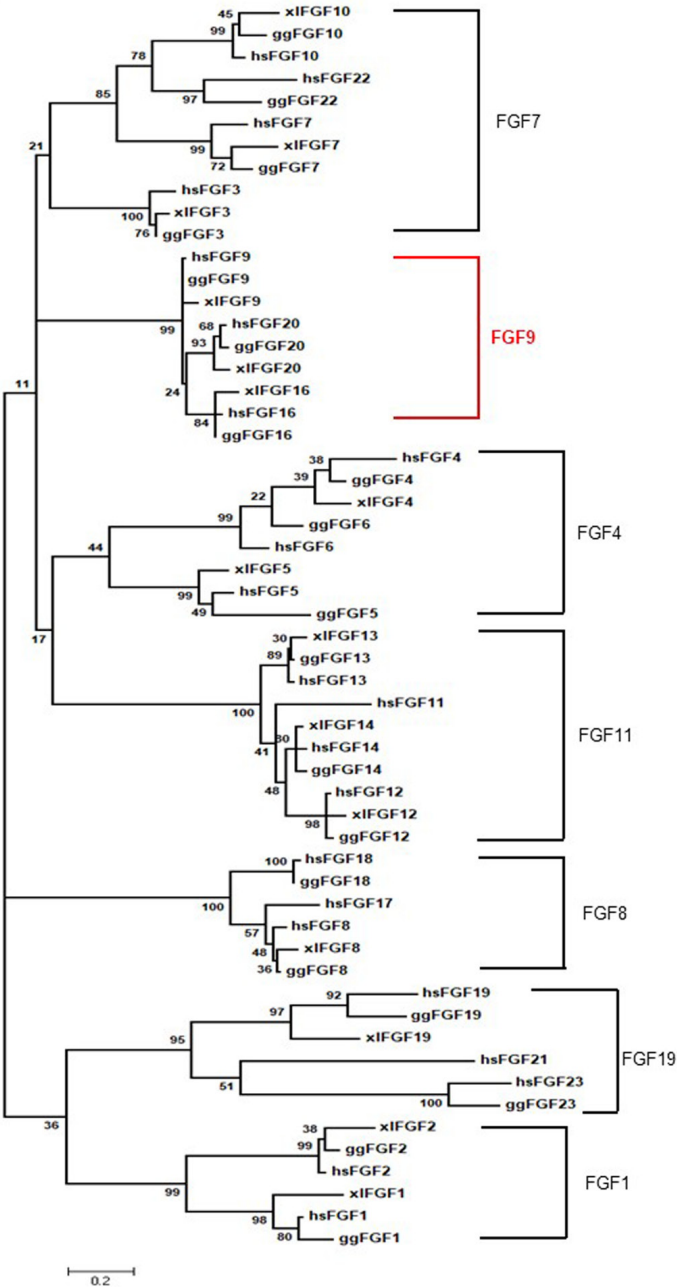 45 xlFGF10
99 ggFGF10
hsFGF10
78
hsFGF22
97 ggFGF22
85
hsFGF7
FGF7
99 xlFGF7
72 ggFGF7
21
hsFGF3
100 xlFGF3
76 ggFGF3
hsFGF9
ggFGF9
xlFGF9
99
68 hsFGF20
93 ggFGF20
FGF9
xlFGF20
24
xlFGF16
84 hsFGF16
ggFGF16
11
38 hsFGF4
39 ggFGF4
xlFGF4
22
ggFGF6
99
hsFGF6
FGF4
44
xlFGF5
99 hsFGF5
49 ggFGF5
17
30 xlFGF13
89 ggFGF13
hsFGF13
100
hsFGF11
41
80 xlFGF14
hsFGF14
FGF11
ggFGF14
48
hsFGF12
98 xlFGF12
ggFGF12
100 hsFGF18
ggFGF18
100
hsFGF17
57
FGF8
hsFGF8
48 xlFGF8
36 ggFGF8
92 hsFGF19
97 ggFGF19
xlFGF19
95
hsFGF21
FGF19
51
hsFGF23
100 ggFGF23
36
38 xlFGF2
99 ggFGF2
hsFGF2
99
xlFGF1
FGF1
98 hsFGF1
80 ggFGF1
0.2